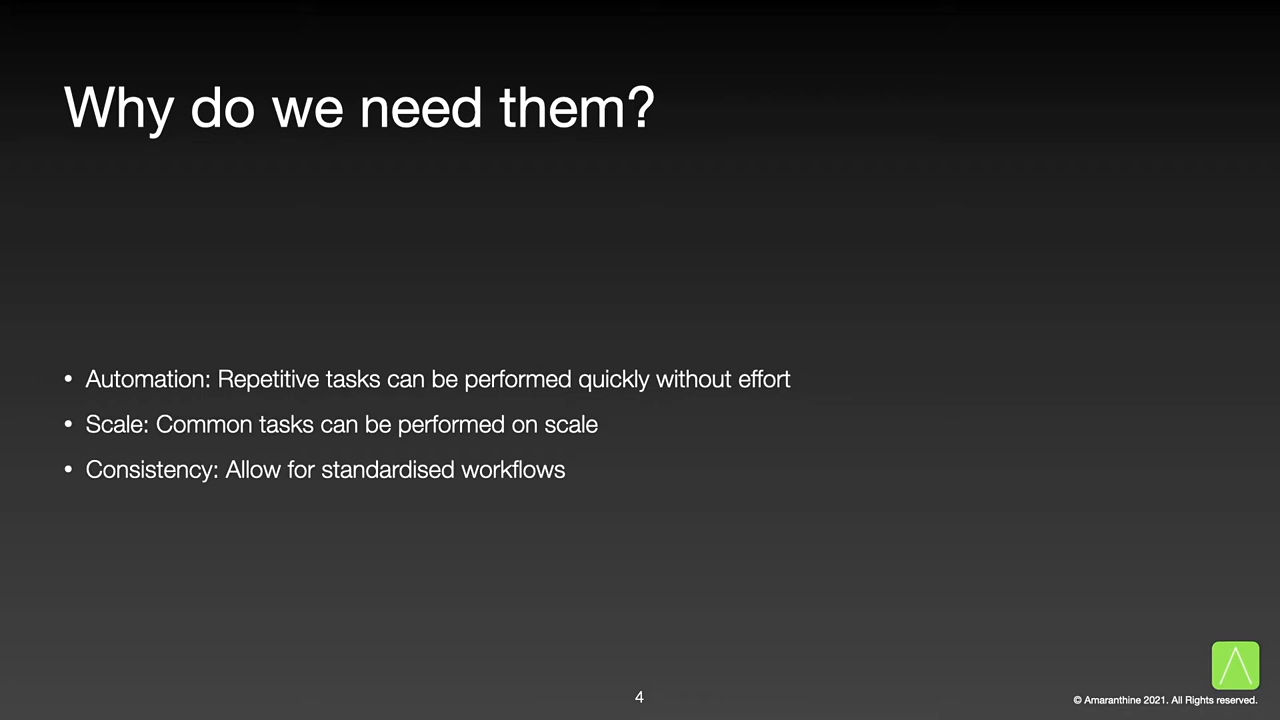 Why do we need them?
• Automation: Repetitive tasks can be performed quickly without effort
• Scale: Common tasks can be performed on scale
• Consistency: Allow for standardised workflows
4
© Amaranthine 2021. All Rights reserved.